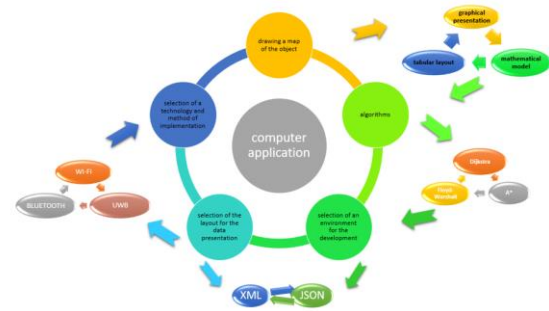 drawing a map
of the object
graphical
presentation
tabular layout
mathematical
model
selection of a
technology and
method of
implementation
algorithms
computer
application
WI-FI
BLUETOOTH
UWB
Dijkstra
Floyd
Warshall
A*
selection of the
layout for the
data
presentation
selection of an
environment
for the
development
XML
JSON